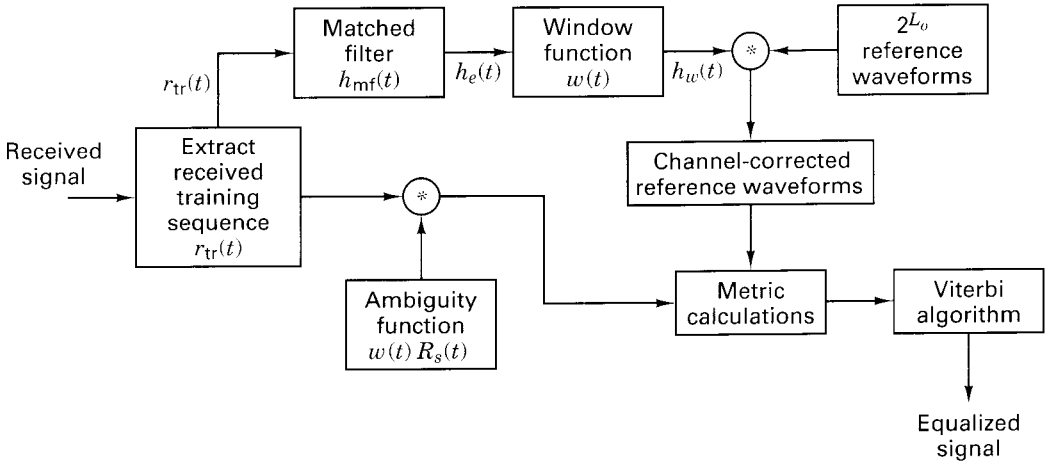 Matched
filter
h_mf(t)
Window
function
w(t)
2^{L_o}
reference
waveforms
*
r_tr(t)
h_e(t)
h_w(t)
Received
signal
Extract
received
training
sequence
r_tr(t)
*
Channel-corrected
reference waveforms
Ambiguity
function
w(t) R_s(t)
Metric
calculations
Viterbi
algorithm
Equalized
signal